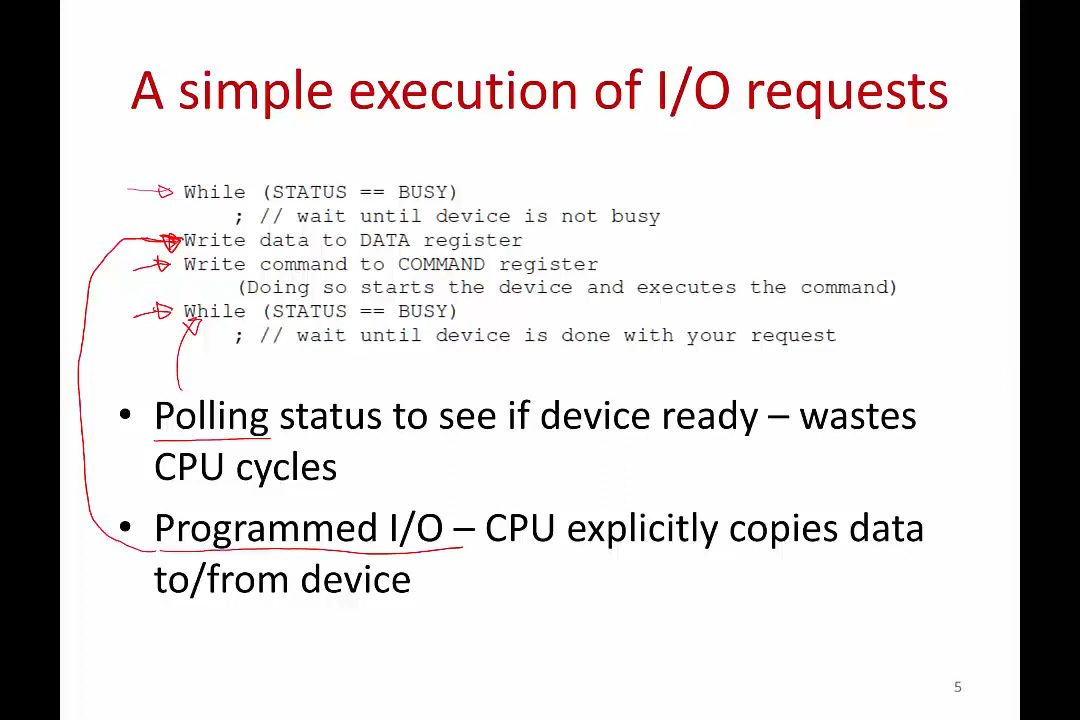 A simple execution of I/O requests
While (STATUS == BUSY)
; // wait until device is not busy
Write data to DATA register
Write command to COMMAND register
(Doing so starts the device and executes the command)
While (STATUS == BUSY)
; // wait until device is done with your request
• Polling status to see if device ready – wastes
CPU cycles
• Programmed I/O – CPU explicitly copies data
to/from device
5